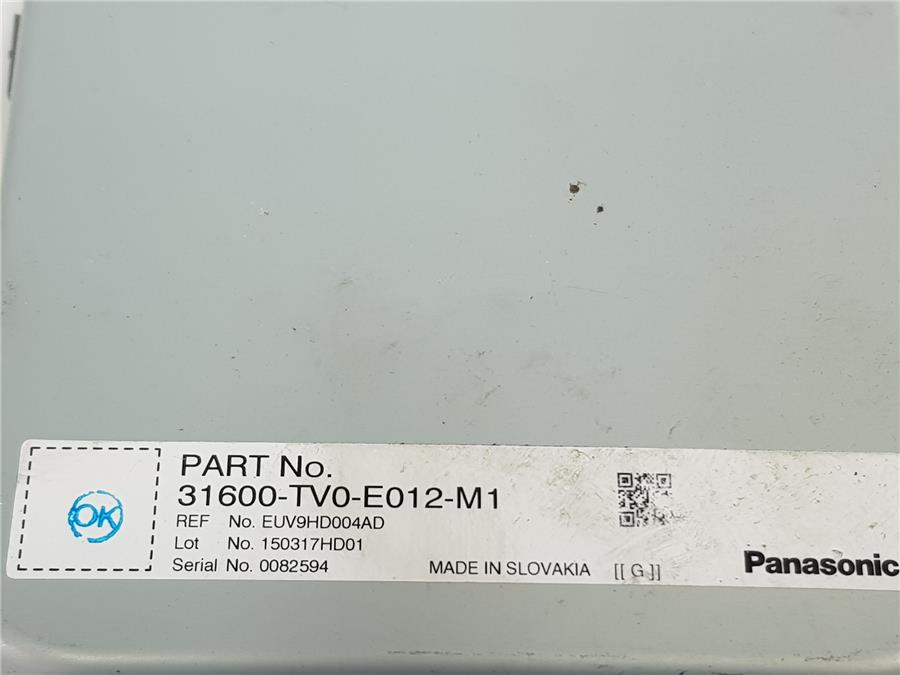 PART No.
31600-TV0-E012-M1
REF No. EUV9HD004AD
Lot No. 150317HD01
Serial No. 0082594
MADE IN SLOVAKIA [[ G ]]
Panasonic
OK